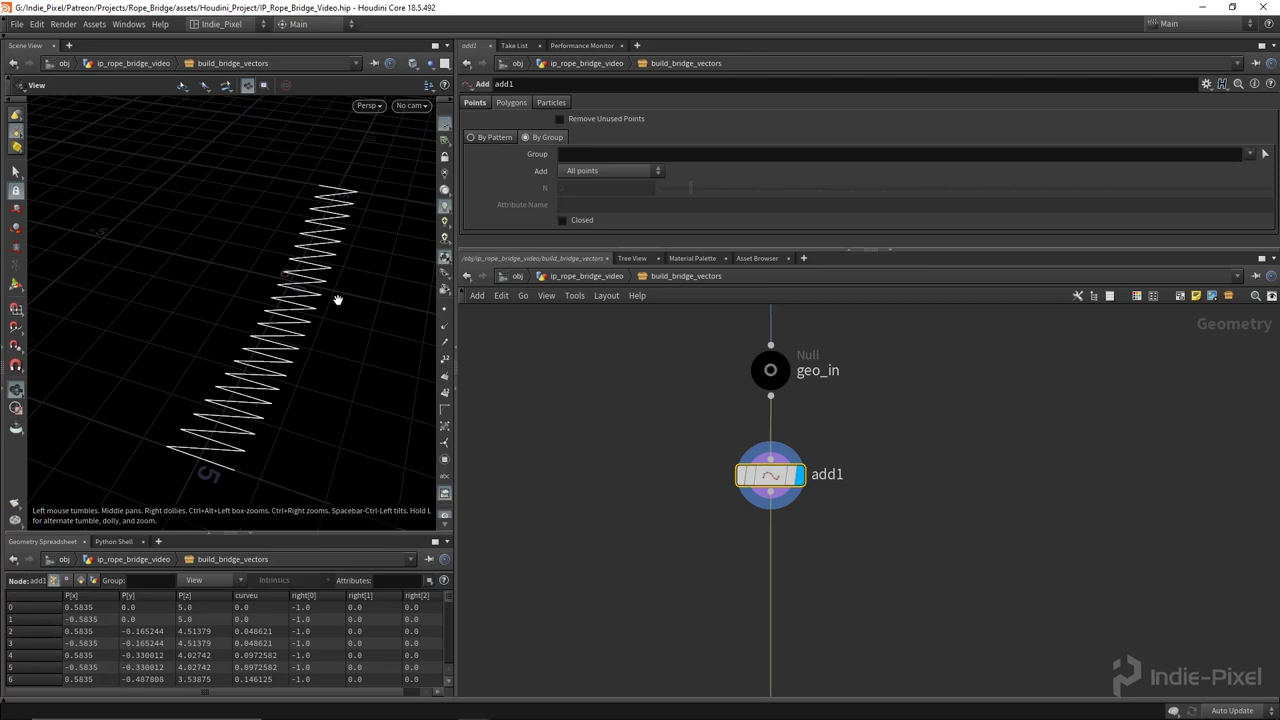 G:/Indie_Pixel/Patreon/Projects/Rope_Bridge/assets/Houdini_Project/IP_Rope_Bridge_Video.hip - Houdini Core 18.5.492
File Edit Render Assets Windows Help Indie_Pixel Main Main
Scene View
obj ip_rope_bridge_video build_bridge_vectors
View
Persp No cam
-5
5
12
abc
Left mouse tumbles. Middle pans. Right dollies. Ctrl+Alt+Left box-zooms. Ctrl+Right zooms. Spacebar-Ctrl-Left tilts. Hold L
for alternate tumble, dolly, and zoom.
Geometry Spreadsheet Python Shell
obj ip_rope_bridge_video build_bridge_vectors
Node: add1 Group: View Intrinsics Attributes:
P[x] P[y] P[z] curveu right[0] right[1] right[2]
0 0.5835 0.0 5.0 0.0 -1.0 0.0 0.0
1 -0.5835 0.0 5.0 0.0 -1.0 0.0 0.0
2 0.5835 -0.165244 4.51379 0.048621 -1.0 0.0 0.0
3 -0.5835 -0.165244 4.51379 0.048621 -1.0 0.0 0.0
4 0.5835 -0.330012 4.02742 0.0972582 -1.0 0.0 0.0
5 -0.5835 -0.330012 4.02742 0.0972582 -1.0 0.0 0.0
6 0.5835 -0.487808 3.53875 0.146125 -1.0 0.0 0.0
add1 Take List Performance Monitor
obj ip_rope_bridge_video build_bridge_vectors
Add add1
Points Polygons Particles
Remove Unused Points
By Pattern By Group
Group
Add All points
N 2
Attribute Name
Closed
/obj/ip_rope_bridge_video/build_bridge_vectors Tree View Material Palette Asset Browser
obj ip_rope_bridge_video build_bridge_vectors
Add Edit Go View Tools Layout Help
Geometry
Null
geo_in
add1
Indie-Pixel
Auto Update